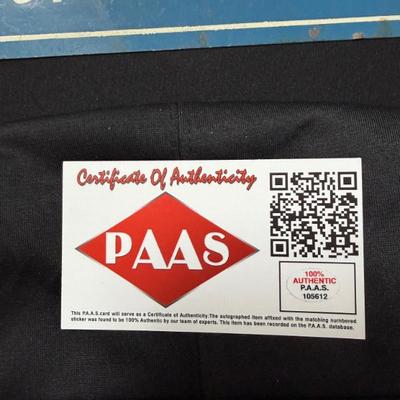 Certificate Of Authenticity
PAAS
100%
AUTHENTIC
P.A.A.S.
105612
This P.A.A.S.card will serve as a Certificate of Authenticity:The autographed item affixed with the matching numbered
sticker was found to be 100% Authentic by our team of experts. This item has been recorded on the P.A.A.S. database.